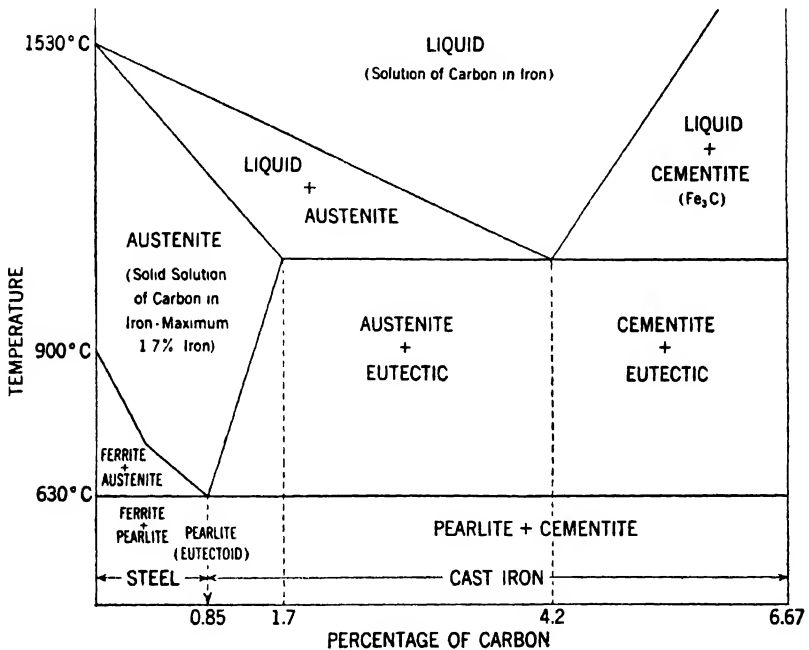 1530°C
LIQUID
(Solution of Carbon in Iron)
LIQUID
+
CEMENTITE
(Fe₃C)
LIQUID
+
AUSTENITE
AUSTENITE
(Solid Solution
of Carbon in
Iron-Maximum
1 7% Iron)
TEMPERATURE
900°C
AUSTENITE
+
EUTECTIC
CEMENTITE
+
EUTECTIC
FERRITE
+
AUSTENITE
630°C
FERRITE
+
PEARLITE
PEARLITE
(EUTECTOID)
PEARLITE + CEMENTITE
STEEL
CAST IRON
0.85
1.7
4.2
6.67
PERCENTAGE OF CARBON